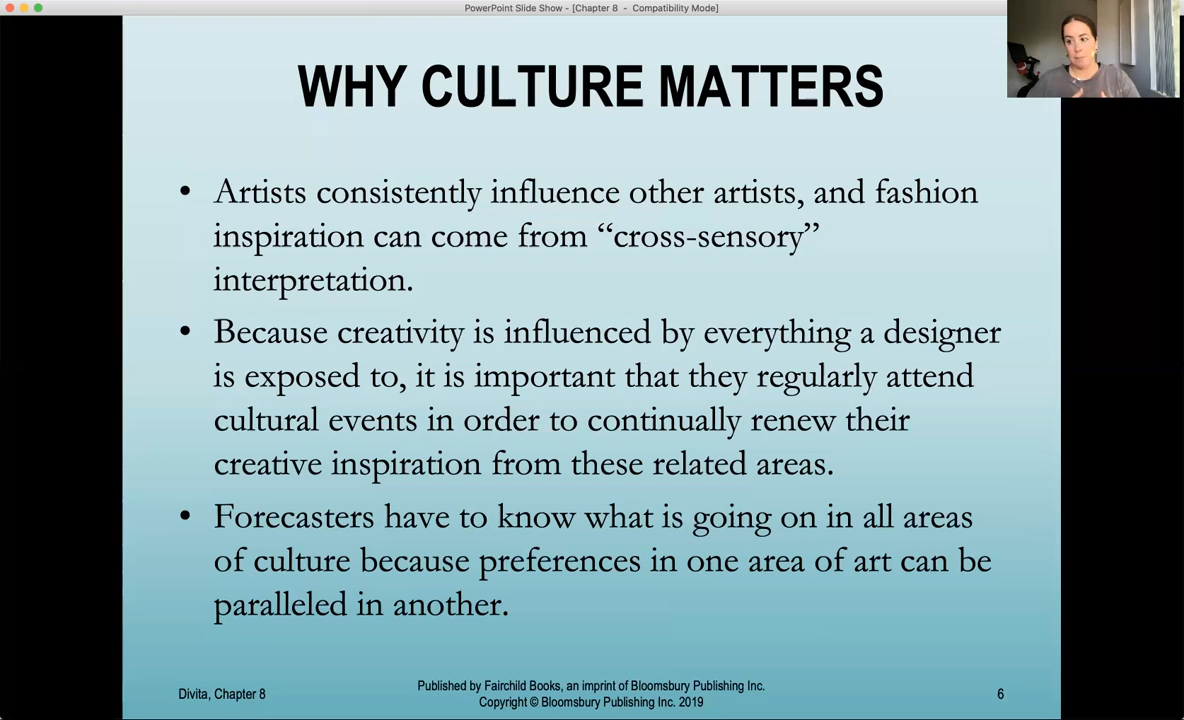 PowerPoint Slide Show - [Chapter 8 - Compatibility Mode]
WHY CULTURE MATTERS
• Artists consistently influence other artists, and fashion
inspiration can come from “cross-sensory”
interpretation.
• Because creativity is influenced by everything a designer
is exposed to, it is important that they regularly attend
cultural events in order to continually renew their
creative inspiration from these related areas.
• Forecasters have to know what is going on in all areas
of culture because preferences in one area of art can be
paralleled in another.
Divita, Chapter 8
Published by Fairchild Books, an imprint of Bloomsbury Publishing Inc.
Copyright © Bloomsbury Publishing Inc. 2019
6